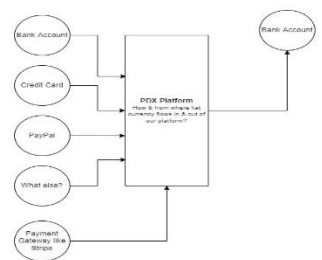 Bank Account
Bank Account
Credit Card
PDX Platform
How & from where fiat
currency flows in & out of
our platform?
PayPal
What else?
Payment
Gateway like
Stripe